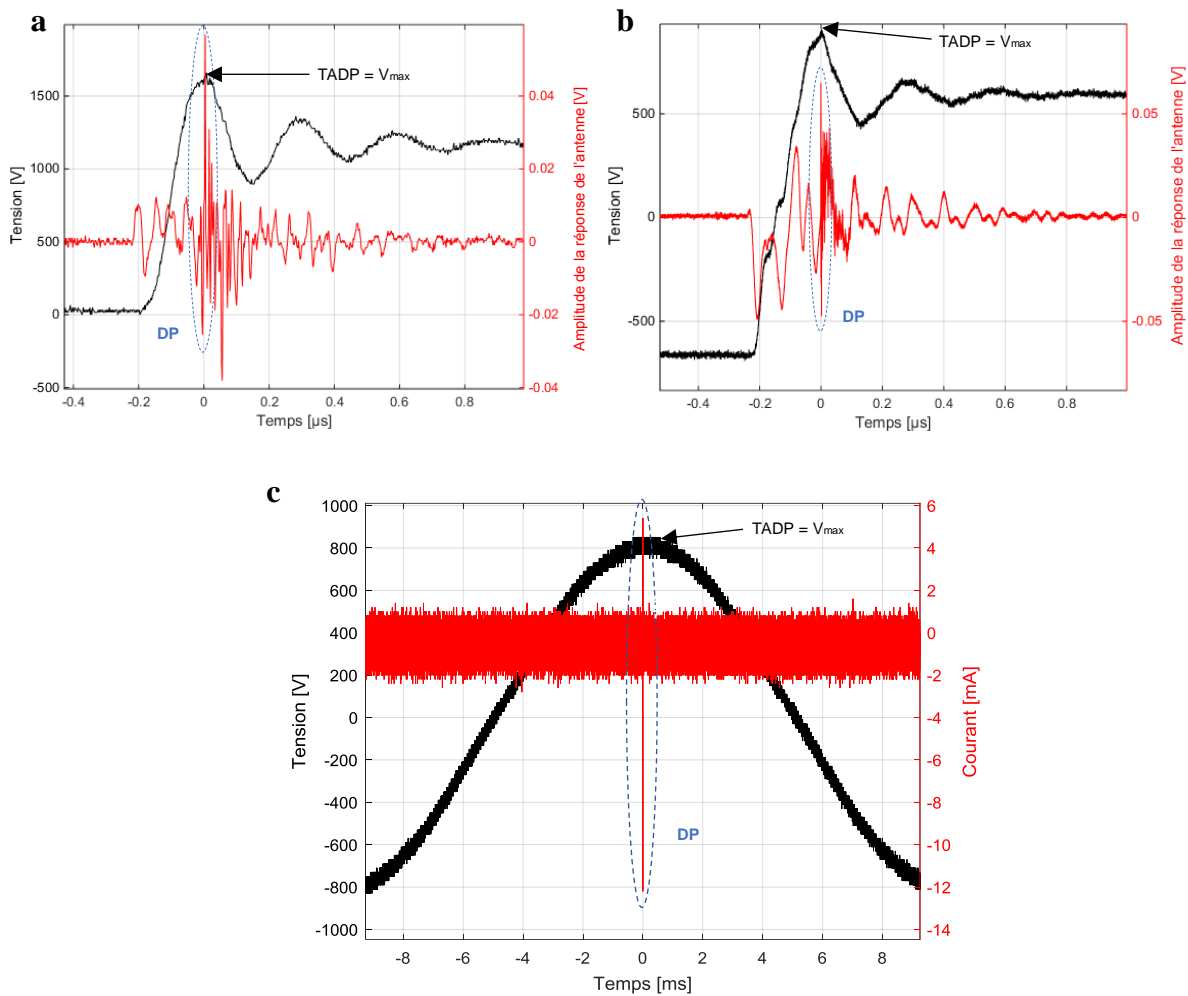 a
TADP = Vmax
1500
1000
500
0
-500
0.04
0.02
0
-0.02
-0.04
-0.4 -0.2 0 0.2 0.4 0.6 0.8
Tension [V]
Temps [µs]
Amplitude de la réponse de l'antenne [V]
DP
b
TADP = Vmax
500
0
-500
0.05
0
-0.05
-0.4 -0.2 0 0.2 0.4 0.6 0.8
Tension [V]
Temps [µs]
Amplitude de la réponse de l'antenne [V]
DP
c
TADP = Vmax
1000
800
600
400
200
0
-200
-400
-600
-800
-1000
6
4
2
0
-2
-4
-6
-8
-10
-12
-14
-8 -6 -4 -2 0 2 4 6 8
Tension [V]
Temps [ms]
Courant [mA]
DP